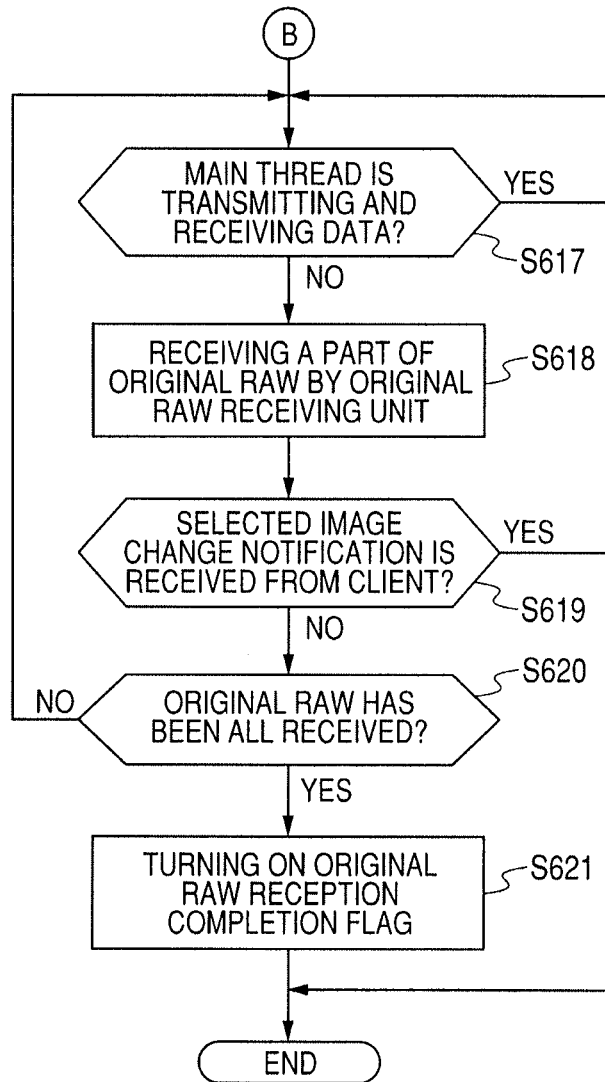 B
MAIN THREAD IS
TRANSMITTING AND
RECEIVING DATA?
YES
S617
NO
RECEIVING A PART OF
ORIGINAL RAW BY ORIGINAL
RAW RECEIVING UNIT
S618
SELECTED IMAGE
CHANGE NOTIFICATION IS
RECEIVED FROM CLIENT?
YES
S619
NO
S620
NO
ORIGINAL RAW HAS
BEEN ALL RECEIVED?
YES
TURNING ON ORIGINAL
RAW RECEPTION
COMPLETION FLAG
S621
END